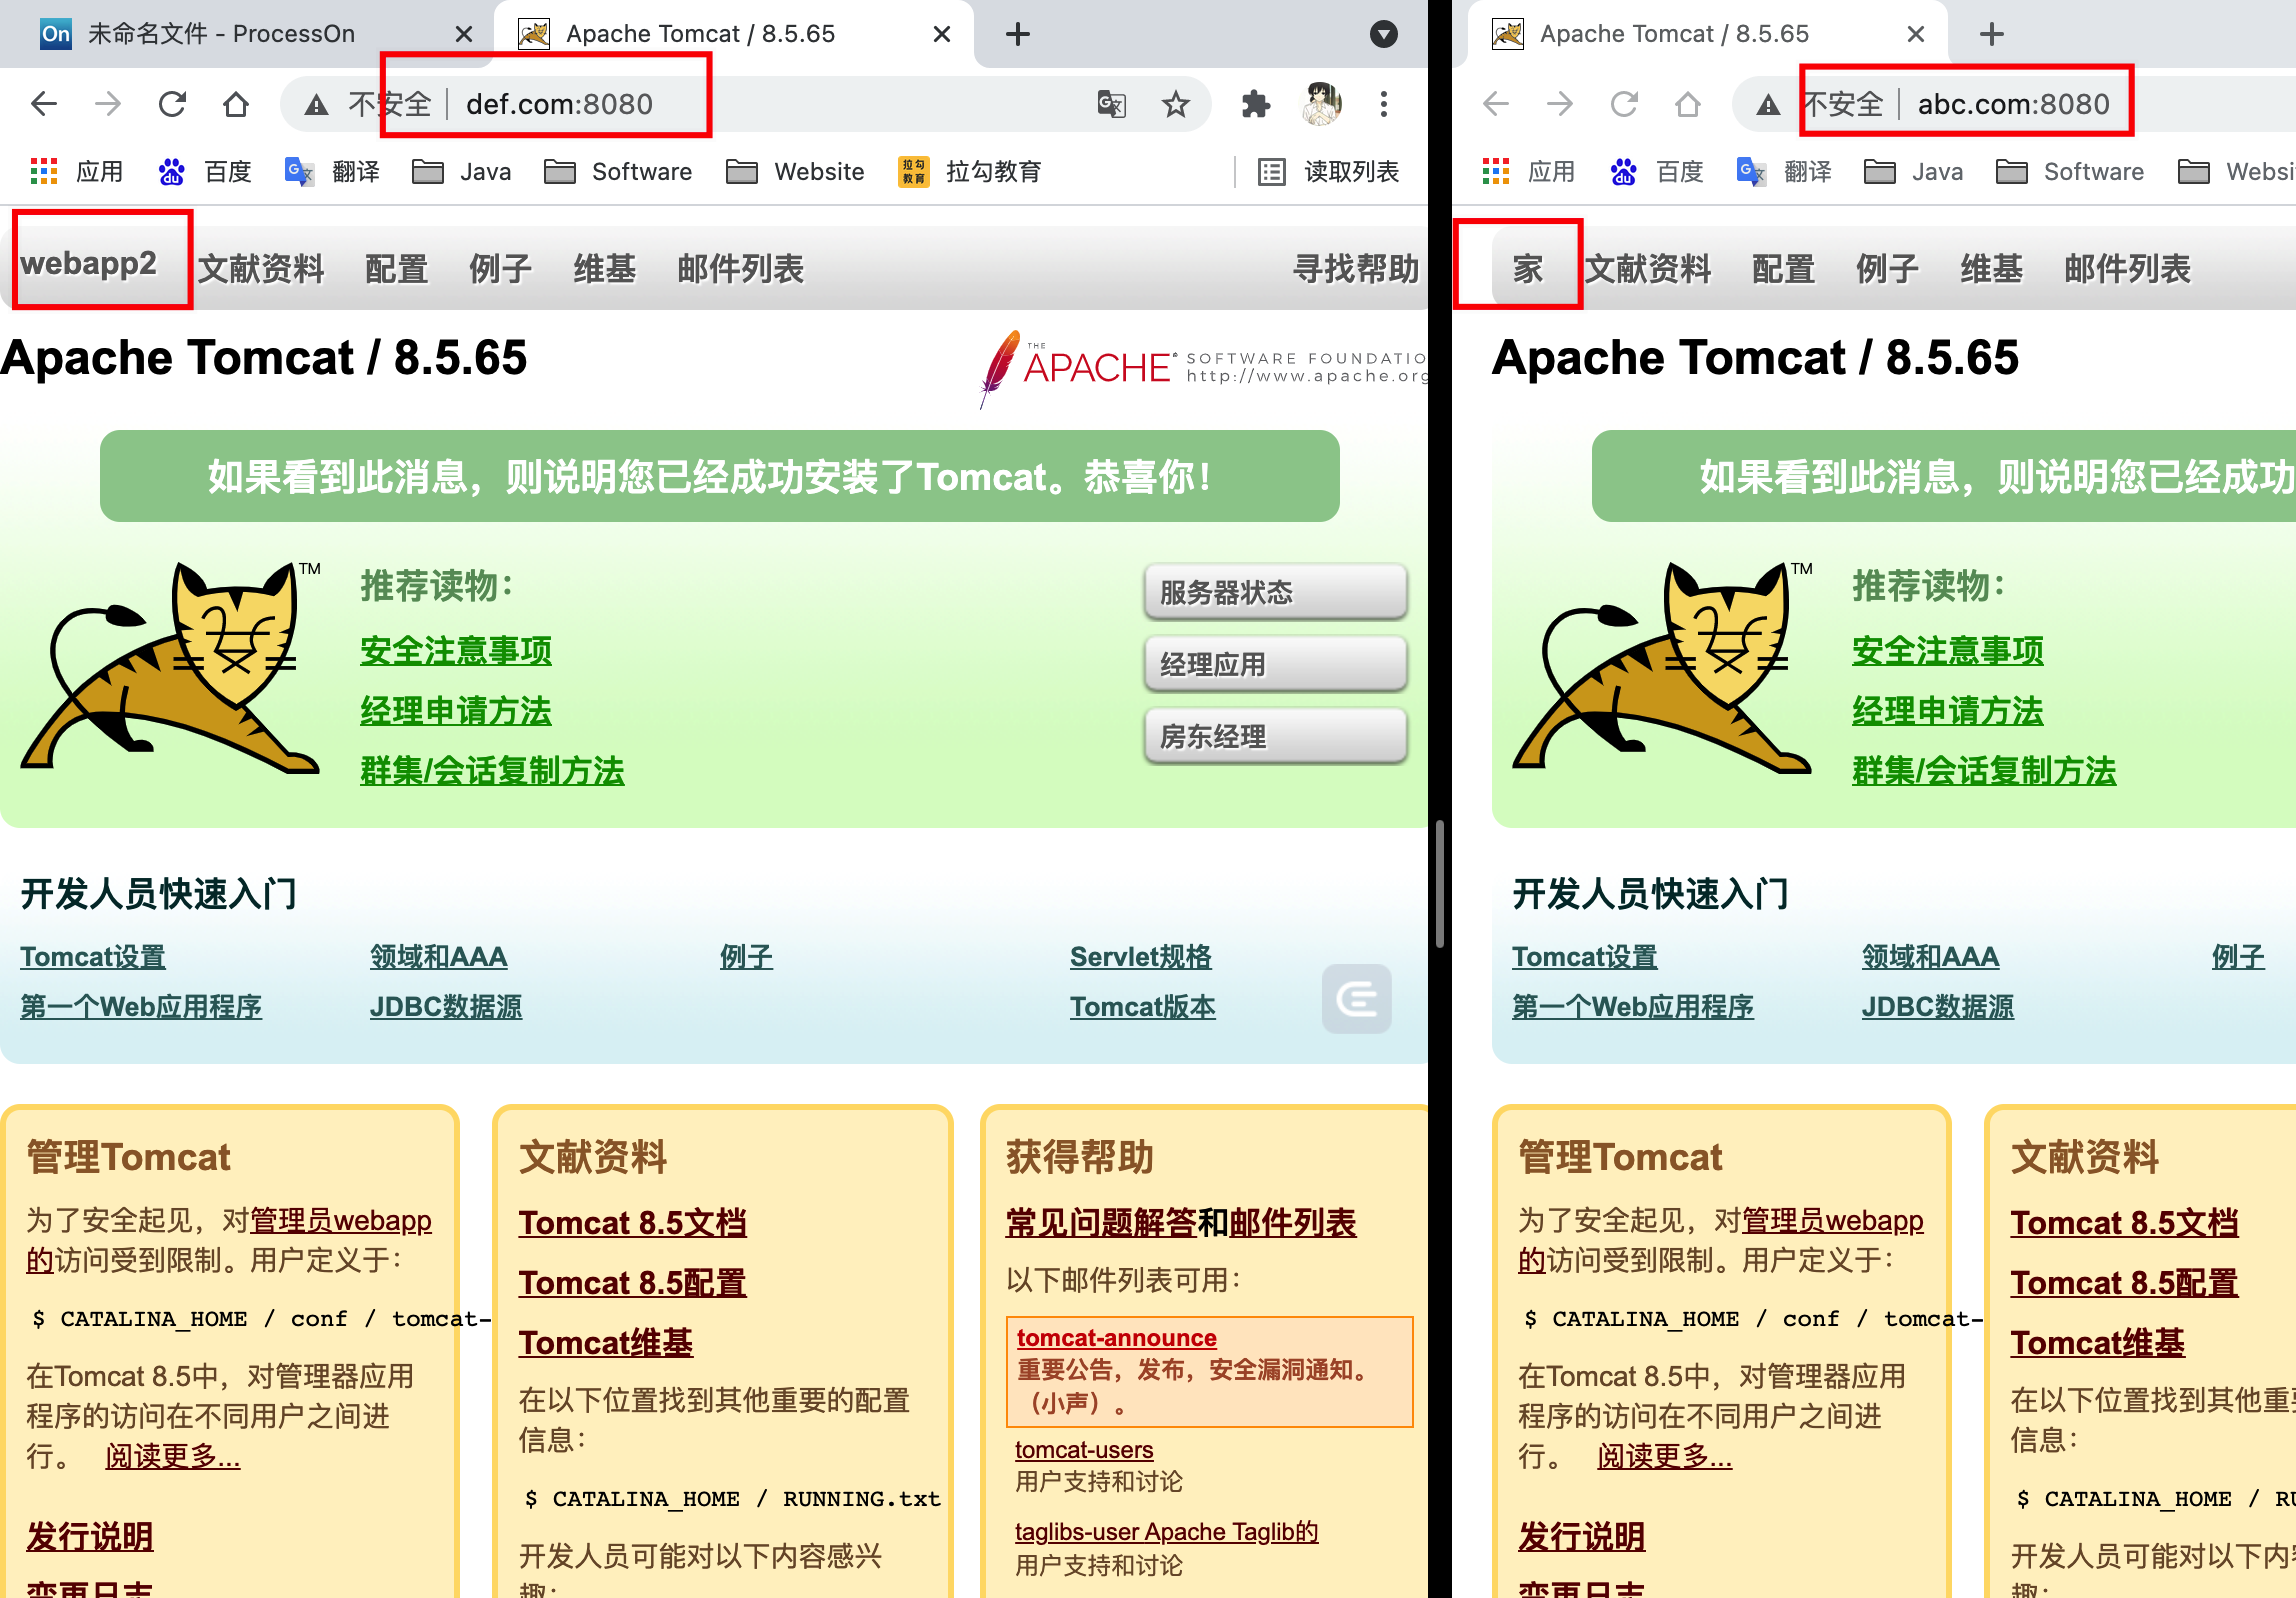 未命名文件 - ProcessOn
Apache Tomcat / 8.5.65
不安全 | def.com:8080
应用 百度 翻译 Java Software Website 拉勾教育 读取列表
webapp2 文献资料 配置 例子 维基 邮件列表 寻找帮助
Apache Tomcat / 8.5.65
THE APACHE® SOFTWARE FOUNDATIO
http://www.apache.org
如果看到此消息，则说明您已经成功安装了Tomcat。恭喜你！
TM
推荐读物：
安全注意事项
经理申请方法
群集/会话复制方法
服务器状态
经理应用
房东经理
开发人员快速入门
Tomcat设置 领域和AAA 例子 Servlet规格
第一个Web应用程序 JDBC数据源 Tomcat版本
管理Tomcat
为了安全起见，对管理员webapp
的访问受到限制。用户定义于：
$ CATALINA_HOME / conf / tomcat-
在Tomcat 8.5中，对管理器应用
程序的访问在不同用户之间进
行。 阅读更多...
发行说明
变更日志
文献资料
Tomcat 8.5文档
Tomcat 8.5配置
Tomcat维基
在以下位置找到其他重要的配置
信息：
$ CATALINA_HOME / RUNNING.txt
开发人员可能对以下内容感兴
趣：
获得帮助
常见问题解答和邮件列表
以下邮件列表可用：
tomcat-announce
重要公告，发布，安全漏洞通知。
（小声）。
tomcat-users
用户支持和讨论
taglibs-user Apache Taglib的
用户支持和讨论
Apache Tomcat / 8.5.65
不安全 | abc.com:8080
应用 百度 翻译 Java Software Websi
家 文献资料 配置 例子 维基 邮件列表
Apache Tomcat / 8.5.65
如果看到此消息，则说明您已经成功
TM
推荐读物：
安全注意事项
经理申请方法
群集/会话复制方法
开发人员快速入门
Tomcat设置 领域和AAA 例子
第一个Web应用程序 JDBC数据源
管理Tomcat
为了安全起见，对管理员webapp
的访问受到限制。用户定义于：
$ CATALINA_HOME / conf / tomcat-
在Tomcat 8.5中，对管理器应用
程序的访问在不同用户之间进
行。 阅读更多...
发行说明
变更日志
文献资料
Tomcat 8.5文档
Tomcat 8.5配置
Tomcat维基
在以下位置找到其他重
信息：
$ CATALINA_HOME / RU
开发人员可能对以下内
趣：